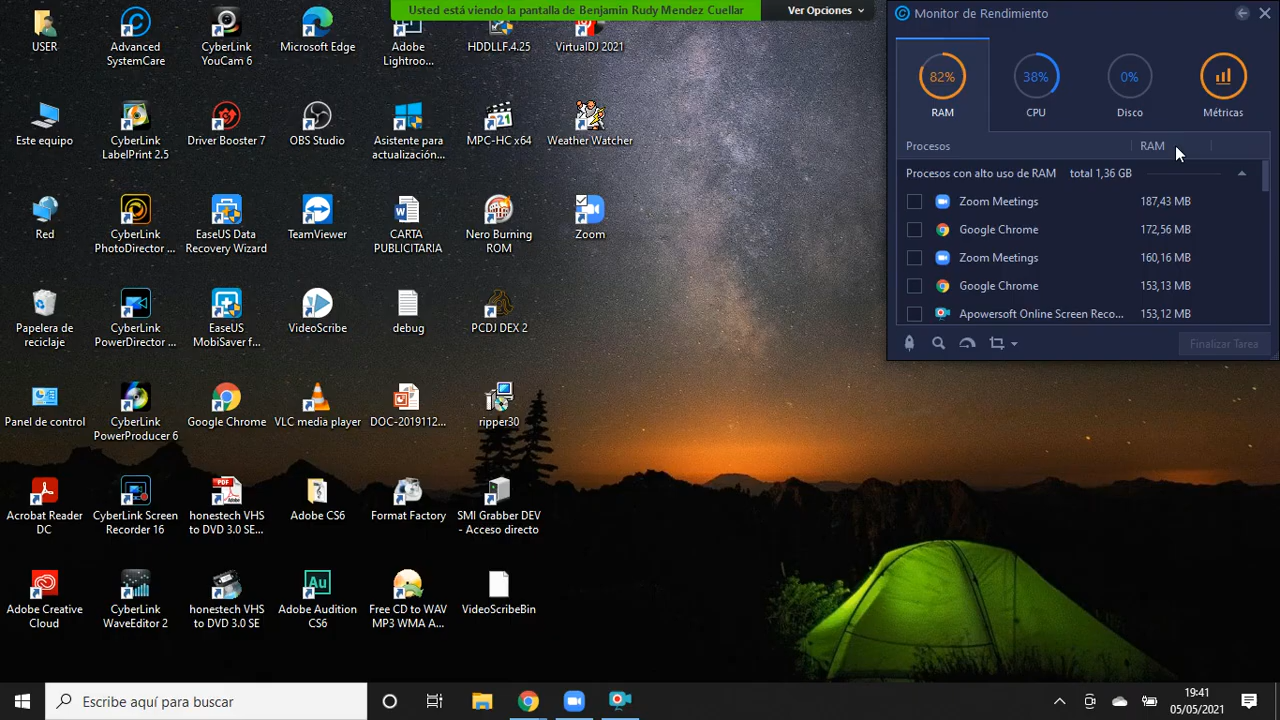 Usted está viendo la pantalla de Benjamin Rudy Mendez Cuellar
Ver Opciones
USER
Advanced
SystemCare
CyberLink
YouCam 6
Microsoft Edge
Adobe
Lightroo...
HDDLLF.4.25
VirtualDJ 2021
Este equipo
CyberLink
LabelPrint 2.5
Driver Booster 7
OBS Studio
Asistente para
actualización...
MPC-HC x64
Weather Watcher
Red
CyberLink
PhotoDirector ...
EaseUS Data
Recovery Wizard
TeamViewer
CARTA
PUBLICITARIA
Nero Burning
ROM
Zoom
Papelera de
reciclaje
CyberLink
PowerDirector ...
EaseUS
MobiSaver f...
VideoScribe
debug
PCDJ DEX 2
Panel de control
CyberLink
PowerProducer 6
Google Chrome
VLC media player
DOC-2019112...
ripper30
Acrobat Reader
DC
CyberLink Screen
Recorder 16
PDF
honestech VHS
to DVD 3.0 SE...
Adobe CS6
Format Factory
SMI Grabber DEV
- Acceso directo
Adobe Creative
Cloud
CyberLink
WaveEditor 2
honestech VHS
to DVD 3.0 SE
Au
Adobe Audition
CS6
Free CD to WAV
MP3 WMA A...
VideoScribeBin
Monitor de Rendimiento
82%
RAM
38%
CPU
0%
Disco
Métricas
Procesos
RAM
Procesos con alto uso de RAM total 1,36 GB
Zoom Meetings 187,43 MB
Google Chrome 172,56 MB
Zoom Meetings 160,16 MB
Google Chrome 153,13 MB
Apowersoft Online Screen Reco... 153,12 MB
Finalizar Tarea
Escribe aquí para buscar
19:41
05/05/2021